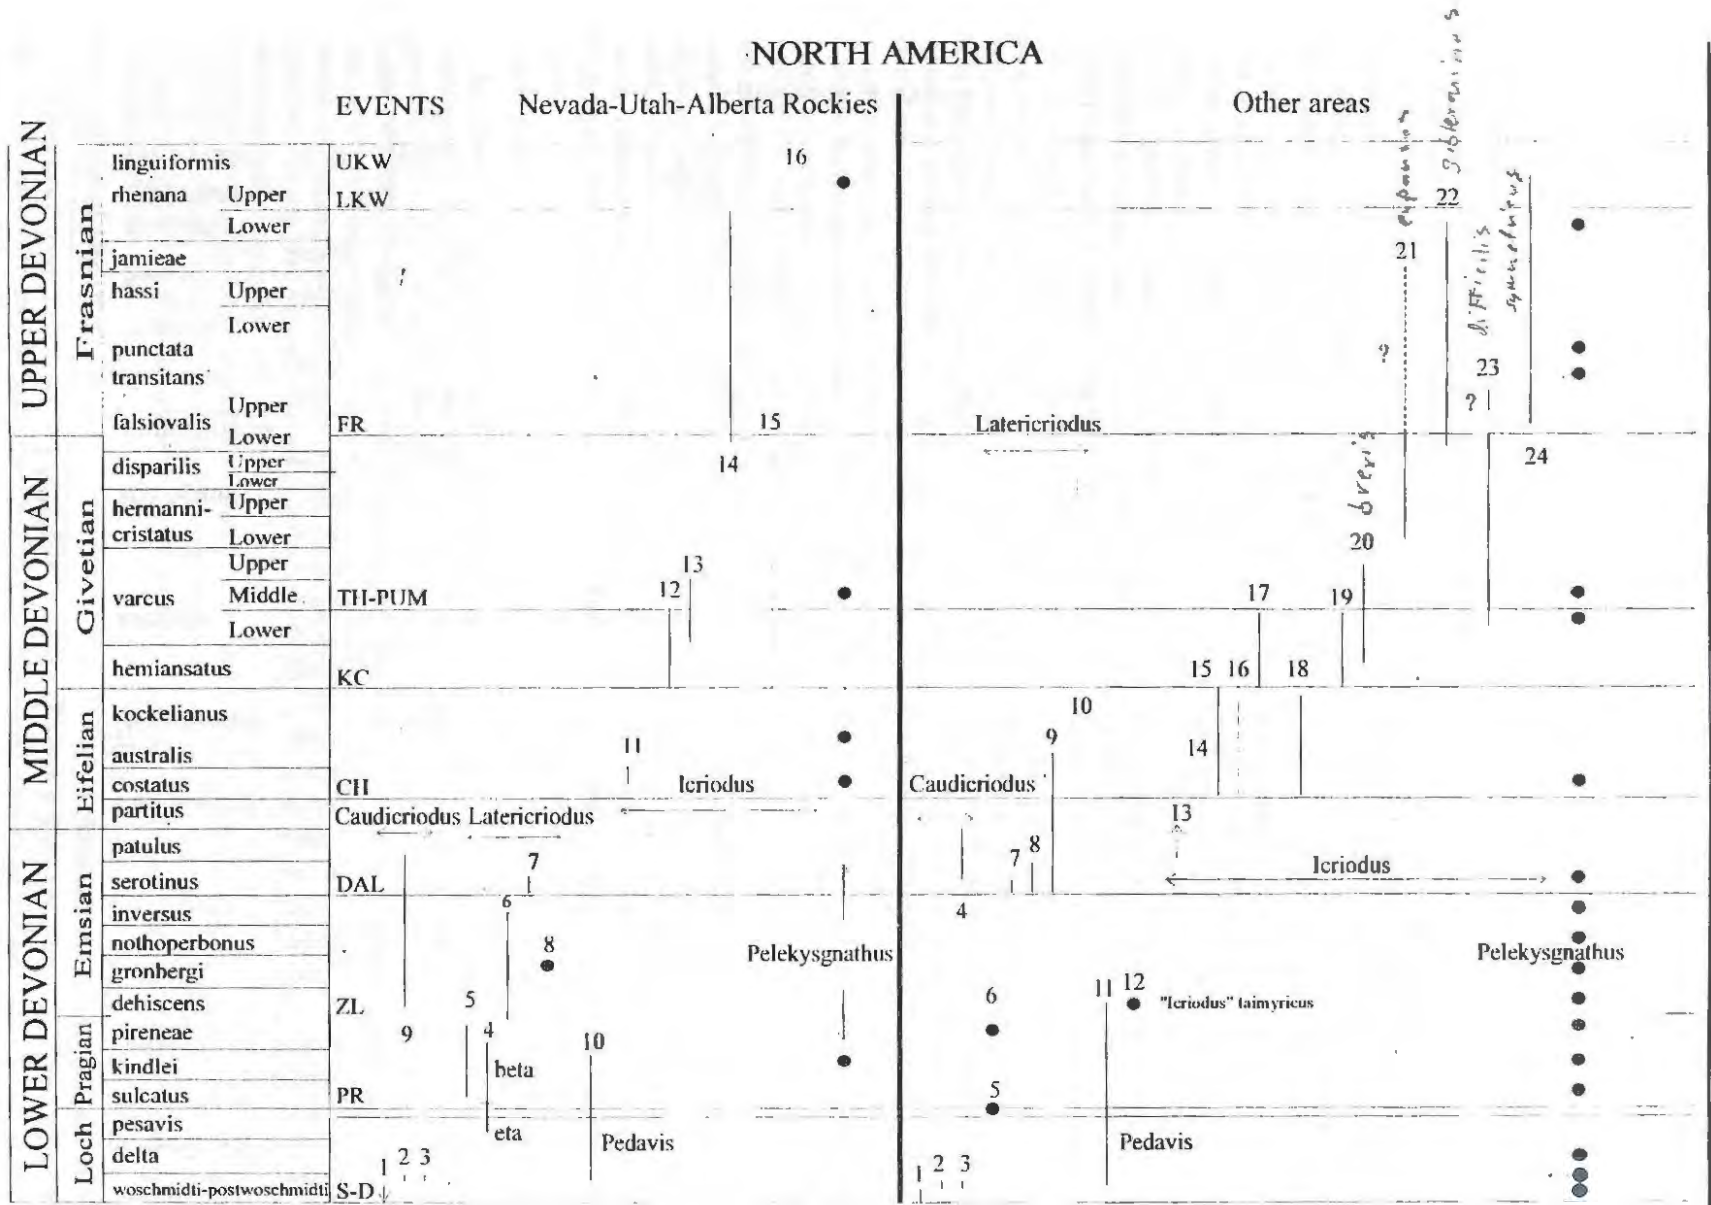 NORTH AMERICA
EVENTS Nevada-Utah-Alberta Rockies Other areas
UPPER DEVONIAN
MIDDLE DEVONIAN
LOWER DEVONIAN
Frasnian
Givetian
Eifelian
Emsian
Pragian
Loch
linguiformis UKW 16
rhenana Upper LKW 22
Lower
jamieae 21
hassi Upper
Lower
punctata ? 23
transitans
Upper ?
falsiovalis FR 15 Latericriodus
Lower
disparilis Upper 14 24
Lower
hermanni- Upper
cristatus Lower 20
Upper 13
varcus Middle TH-PUM 12 17 19
Lower
hemiansatus KC 15 16 18
kockelianus 10
australis 11 9 14
costatus CH Icriodus Caudicriodus
partitus Caudicriodus Latericriodus 13
patulus 7 7 8 Icriodus
serotinus DAL
inversus 6 4
nothoperbonus 8 Pelekysgnathus Pelekysgnathus
gronbergi
dehiscens ZL 5 6 11 12 "Icriodus" taimyricus
pireneae 9 4 10
kindlei beta
sulcatus PR 5
pesavis eta Pedavis Pedavis
delta 1 2 3 1 2 3
woschmidti-postwoschmidti S-D
expansus
subterminus
difficilis
symmetricus
brevis